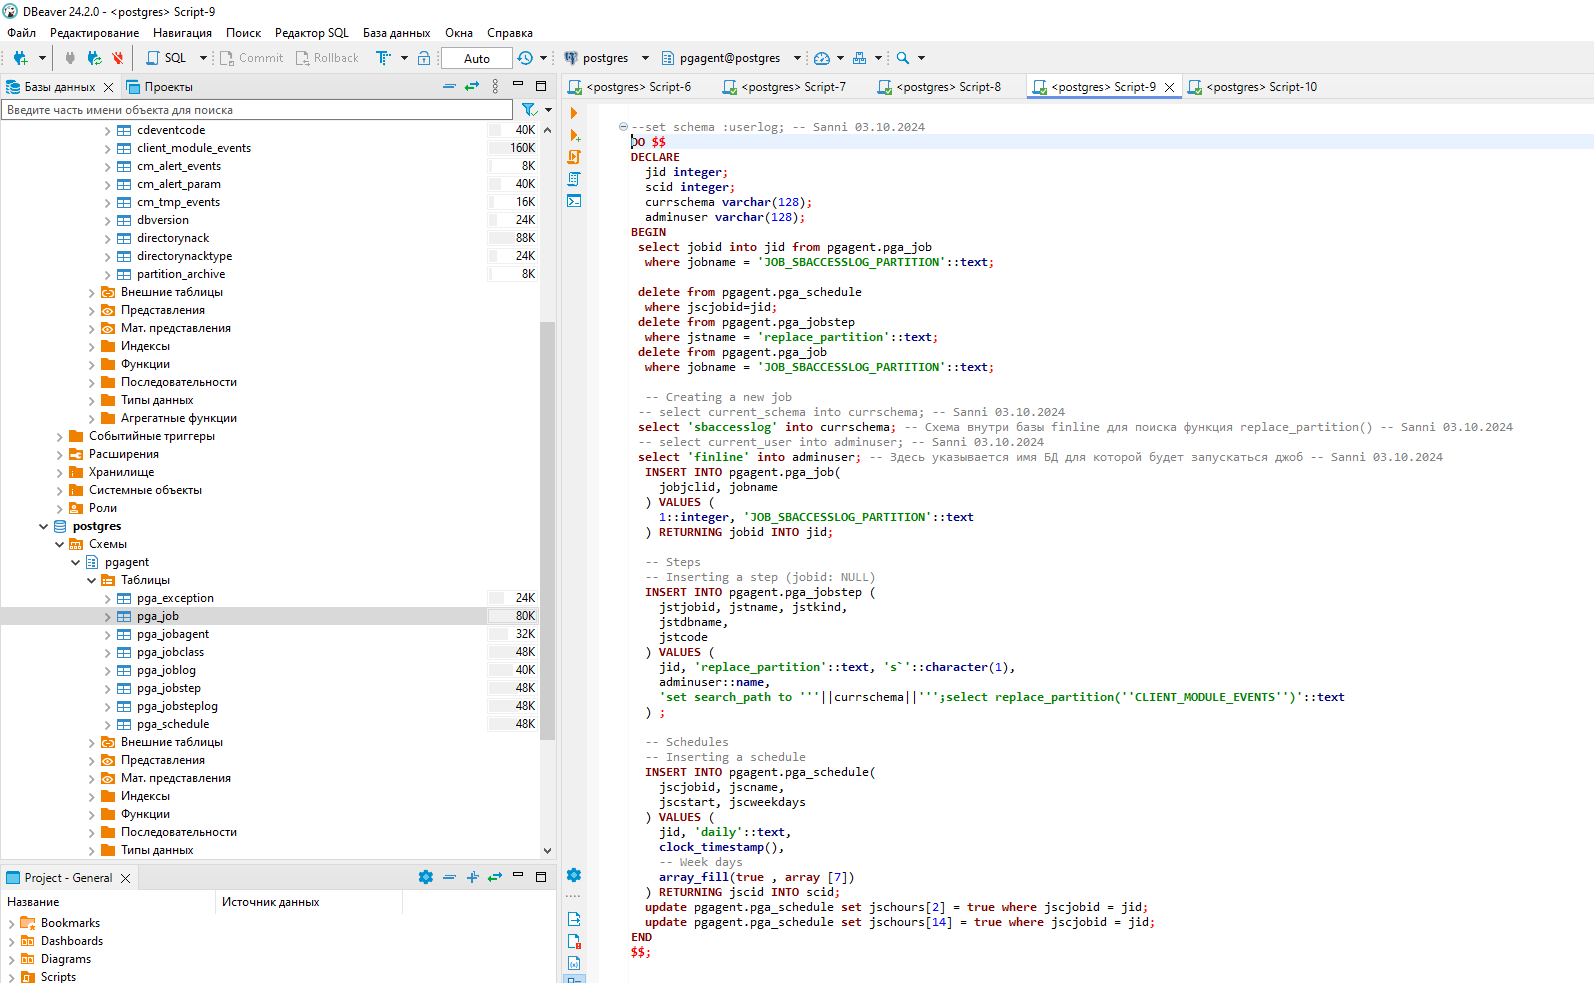 DBeaver 24.2.0 - <postgres> Script-9
Файл Редактирование Навигация Поиск Редактор SQL База данных Окна Справка
SQL Commit Rollback Auto postgres pgagent@postgres
Базы данных Проекты
Введите часть имени объекта для поиска
cdeventcode 40K
client_module_events 160K
cm_alert_events 8K
cm_alert_param 40K
cm_tmp_events 16K
dbversion 24K
directorynack 88K
directorynacktype 24K
partition_archive 8K
Внешние таблицы
Представления
Мат. представления
Индексы
Функции
Последовательности
Типы данных
Агрегатные функции
Событийные триггеры
Расширения
Хранилище
Системные объекты
Роли
postgres
Схемы
pgagent
Таблицы
pga_exception 24K
pga_job 80K
pga_jobagent 32K
pga_jobclass 48K
pga_joblog 40K
pga_jobstep 48K
pga_jobsteplog 48K
pga_schedule 48K
Внешние таблицы
Представления
Мат. представления
Индексы
Функции
Последовательности
Типы данных
Project - General
Название Источник данных
Bookmarks
Dashboards
Diagrams
Scripts
<postgres> Script-6 <postgres> Script-7 <postgres> Script-8 <postgres> Script-9 <postgres> Script-10
--set schema :userlog; -- Sanni 03.10.2024
DO $$
DECLARE
jid integer;
scid integer;
currschema varchar(128);
adminuser varchar(128);
BEGIN
select jobid into jid from pgagent.pga_job
where jobname = 'JOB_SBACCESSLOG_PARTITION'::text;
delete from pgagent.pga_schedule
where jscjobid=jid;
delete from pgagent.pga_jobstep
where jstname = 'replace_partition'::text;
delete from pgagent.pga_job
where jobname = 'JOB_SBACCESSLOG_PARTITION'::text;
-- Creating a new job
-- select current_schema into currschema; -- Sanni 03.10.2024
select 'sbaccesslog' into currschema; -- Схема внутри базы finline для поиска функция replace_partition() -- Sanni 03.10.2024
-- select current_user into adminuser; -- Sanni 03.10.2024
select 'finline' into adminuser; -- Здесь указывается имя БД для которой будет запускаться джоб -- Sanni 03.10.2024
INSERT INTO pgagent.pga_job(
jobjclid, jobname
) VALUES (
1::integer, 'JOB_SBACCESSLOG_PARTITION'::text
) RETURNING jobid INTO jid;
-- Steps
-- Inserting a step (jobid: NULL)
INSERT INTO pgagent.pga_jobstep (
jstjobid, jstname, jstkind,
jstdbname,
jstcode
) VALUES (
jid, 'replace_partition'::text, 's`'::character(1),
adminuser::name,
'set search_path to '''||currschema||''';select replace_partition(''CLIENT_MODULE_EVENTS'')'::text
) ;
-- Schedules
-- Inserting a schedule
INSERT INTO pgagent.pga_schedule(
jscjobid, jscname,
jscstart, jscweekdays
) VALUES (
jid, 'daily'::text,
clock_timestamp(),
-- Week days
array_fill(true , array [7])
) RETURNING jscid INTO scid;
update pgagent.pga_schedule set jschours[2] = true where jscjobid = jid;
update pgagent.pga_schedule set jschours[14] = true where jscjobid = jid;
END
$$;